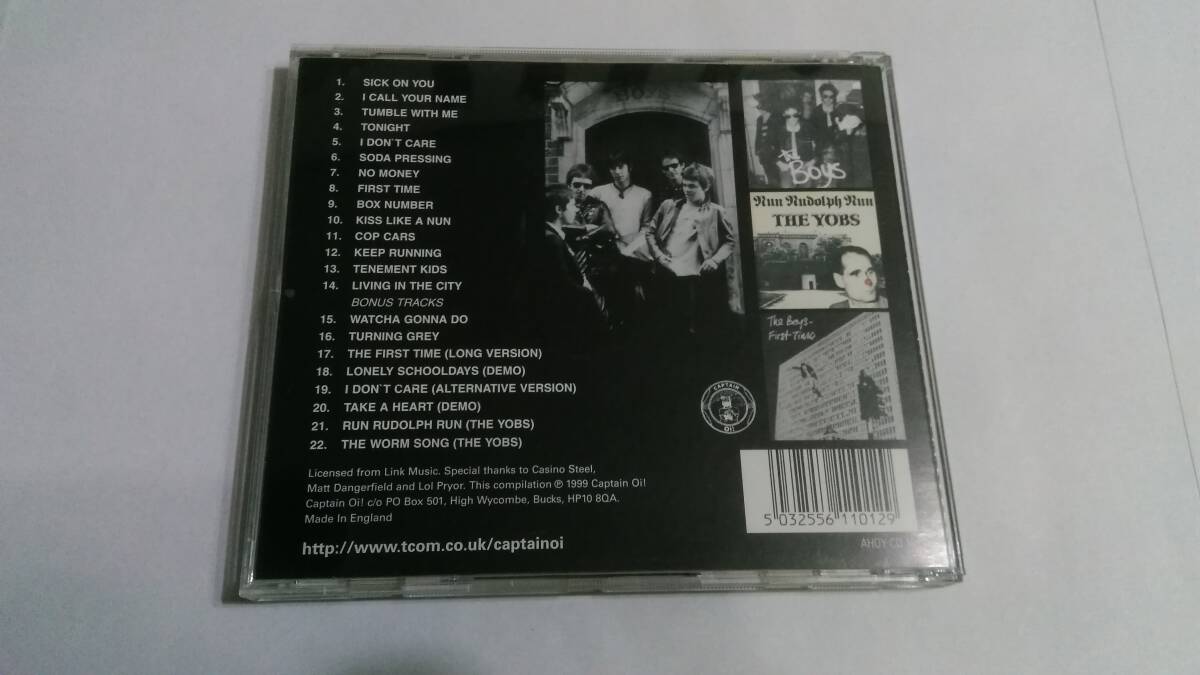 1. SICK ON YOU
2. I CALL YOUR NAME
3. TUMBLE WITH ME
4. TONIGHT
5. I DON`T CARE
6. SODA PRESSING
7. NO MONEY
8. FIRST TIME
9. BOX NUMBER
10. KISS LIKE A NUN
11. COP CARS
12. KEEP RUNNING
13. TENEMENT KIDS
14. LIVING IN THE CITY
BONUS TRACKS
15. WATCHA GONNA DO
16. TURNING GREY
17. THE FIRST TIME (LONG VERSION)
18. LONELY SCHOOLDAYS (DEMO)
19. I DON`T CARE (ALTERNATIVE VERSION)
20. TAKE A HEART (DEMO)
21. RUN RUDOLPH RUN (THE YOBS)
22. THE WORM SONG (THE YOBS)
Licensed from Link Music. Special thanks to Casino Steel,
Matt Dangerfield and Lol Pryor. This compilation ℗ 1999 Captain Oi!
Captain Oi! c/o PO Box 501, High Wycombe, Bucks, HP10 8QA.
Made In England
http://www.tcom.co.uk/captainoi
the
Boys
Run Rudolph Run
THE YOBS
The Boys-
First Time
CAPTAIN
OI!
5 032556 110129
AHOY CD